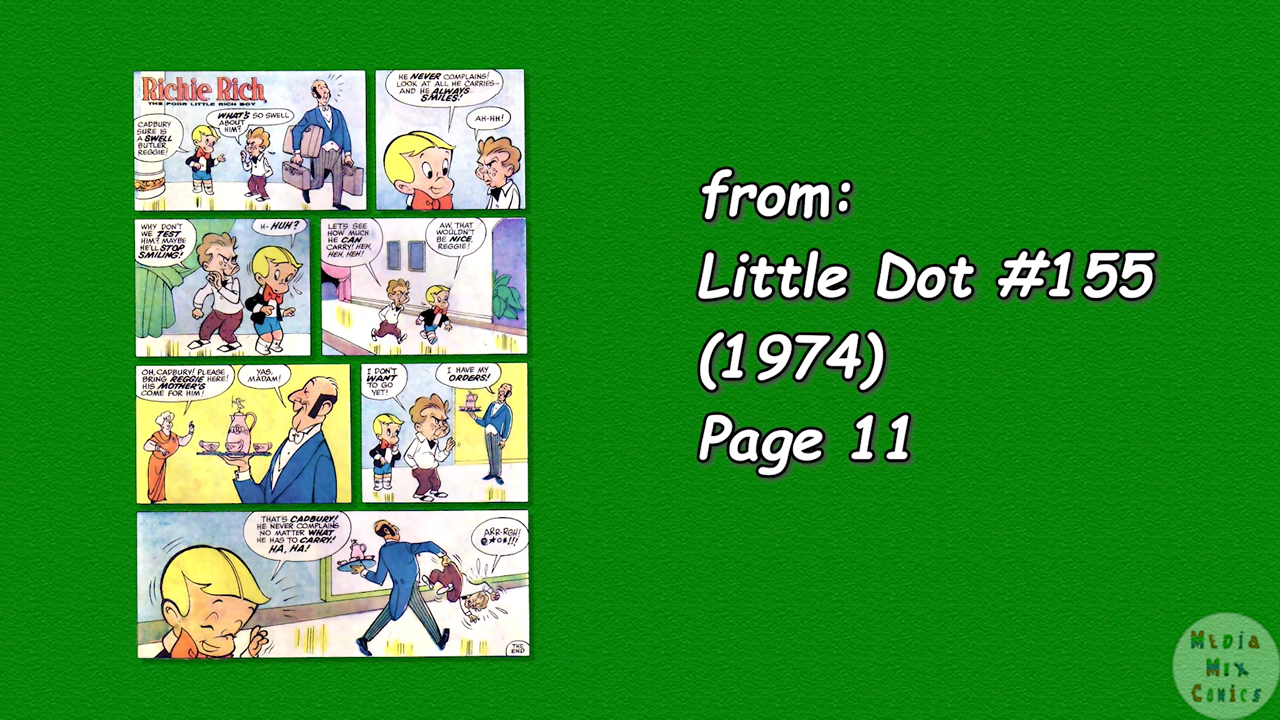 Richie Rich
THE POOR LITTLE RICH BOY
CADBURY
SURE IS
A SWELL
BUTLER,
REGGIE!
WHAT'S SO SWELL
ABOUT
HIM?
HE NEVER COMPLAINS!
LOOK AT ALL HE CARRIES—
AND HE ALWAYS
SMILES!
AH-HH!
WHY DON'T
WE TEST
HIM? MAYBE
HE'LL STOP
SMILING!
H-HUH?
LET'S SEE
HOW MUCH
HE CAN
CARRY! HEH,
HEH, HEH!
AW, THAT
WOULDN'T
BE NICE,
REGGIE!
OH, CADBURY! PLEASE
BRING REGGIE HERE!
HIS MOTHER'S
COME FOR HIM!
YAS,
MADAM!
I DON'T
WANT
TO GO
YET!
I HAVE MY
ORDERS!
THAT'S CADBURY!
HE NEVER COMPLAINS
NO MATTER WHAT
HE HAS TO CARRY!
HA, HA!
ARR-RGH!
THE
END
from:
Little Dot #155
(1974)
Page 11
MEDIA
MIX
COMICS